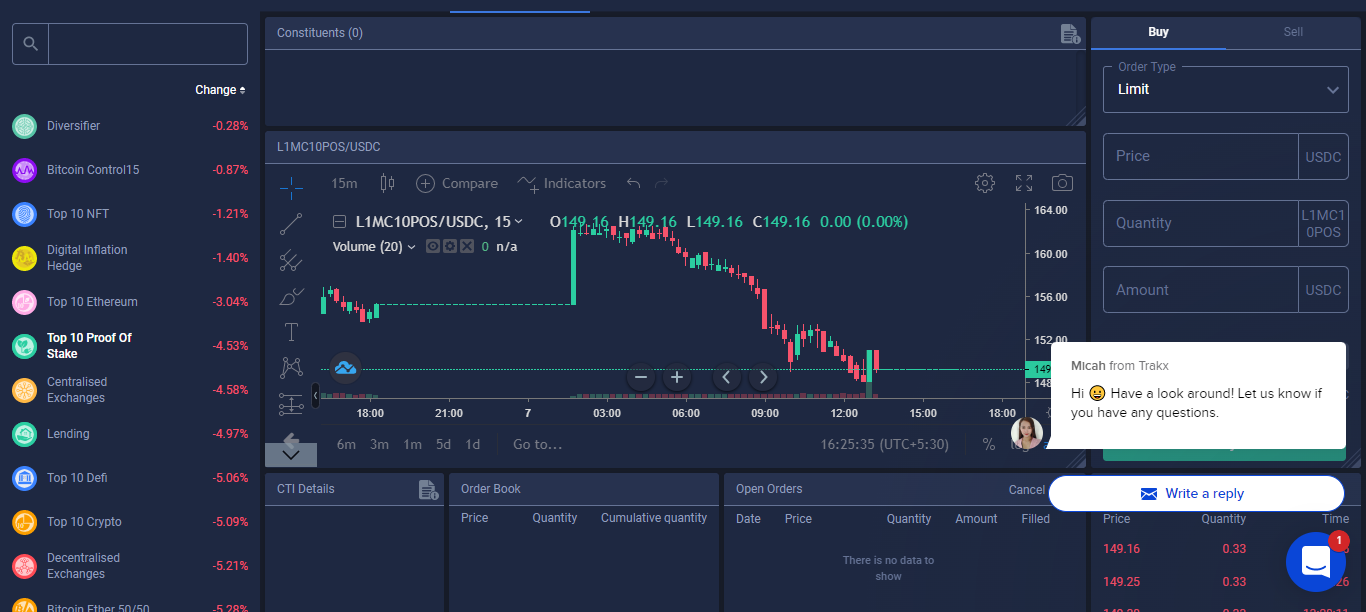 Change
Diversifier -0.28%
Bitcoin Control15 -0.87%
Top 10 NFT -1.21%
Digital Inflation
Hedge -1.40%
Top 10 Ethereum -3.04%
Top 10 Proof Of
Stake -4.53%
Centralised
Exchanges -4.58%
Lending -4.97%
Top 10 Defi -5.06%
Top 10 Crypto -5.09%
Decentralised
Exchanges -5.21%
Bitcoin Ether 50/50 -5.28%
Constituents (0)
L1MC10POS/USDC
15m Compare Indicators
L1MC10POS/USDC, 15 O149.16 H149.16 L149.16 C149.16 0.00 (0.00%)
Volume (20) 0 n/a
164.00
160.00
156.00
152.00
149
148
18:00 21:00 7 03:00 06:00 09:00 12:00 15:00 18:00
6m 3m 1m 5d 1d Go to... 16:25:35 (UTC+5:30) % log
CTI Details
Order Book
Price Quantity Cumulative quantity
Open Orders Cancel
Date Price Quantity Amount Filled
There is no data to
show
Buy Sell
Order Type
Limit
Price USDC
Quantity L1MC1
0POS
Amount USDC
Micah from Trakx
Hi 😀 Have a look around! Let us know if
you have any questions.
Write a reply
Price Quantity Time
149.16 0.33
1
149.25 0.33 26